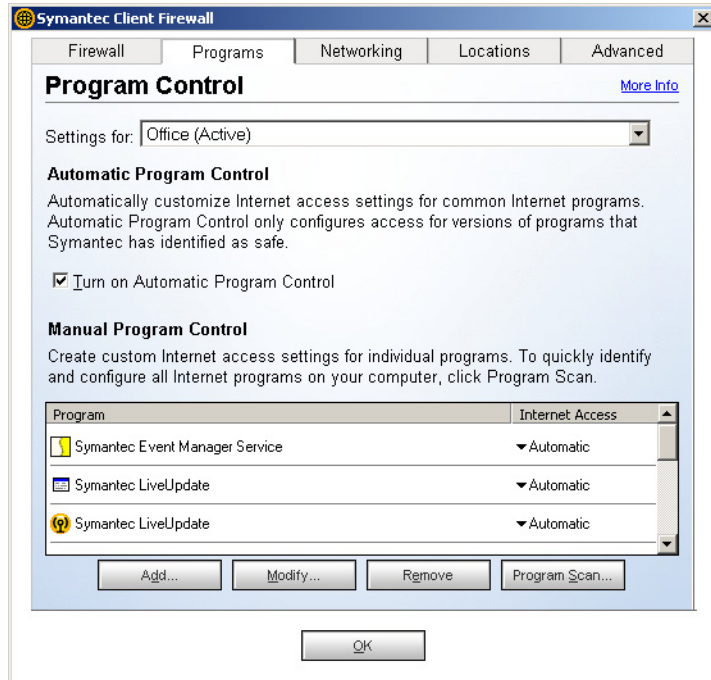 Symantec Client Firewall
Firewall Programs Networking Locations Advanced
Program Control More Info
Settings for: Office (Active)
Automatic Program Control
Automatically customize Internet access settings for common Internet programs.
Automatic Program Control only configures access for versions of programs that
Symantec has identified as safe.
Turn on Automatic Program Control
Manual Program Control
Create custom Internet access settings for individual programs. To quickly identify
and configure all Internet programs on your computer, click Program Scan.
Program Internet Access
Symantec Event Manager Service Automatic
Symantec LiveUpdate Automatic
Symantec LiveUpdate Automatic
Add... Modify... Remove Program Scan...
OK